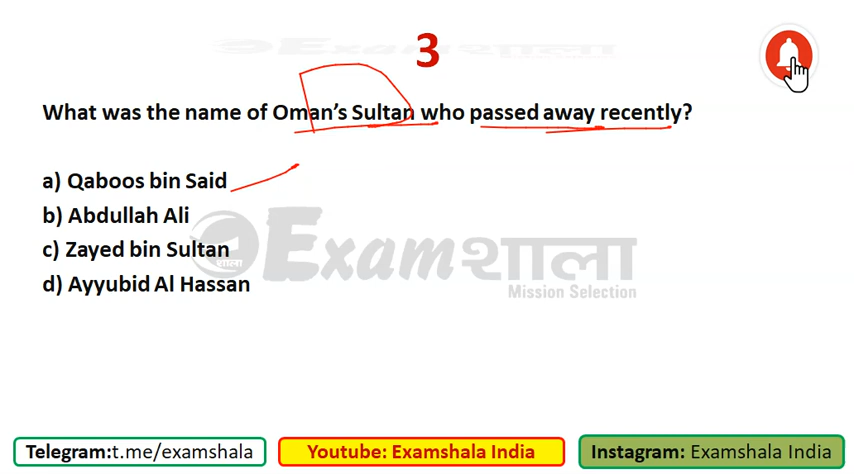 3
What was the name of Oman's Sultan who passed away recently?
a) Qaboos bin Said
b) Abdullah Ali
c) Zayed bin Sultan
d) Ayyubid Al Hassan
Examशाला
शाला
Examशाला
Mission Selection
Telegram:t.me/examshala
Youtube: Examshala India
Instagram: Examshala India